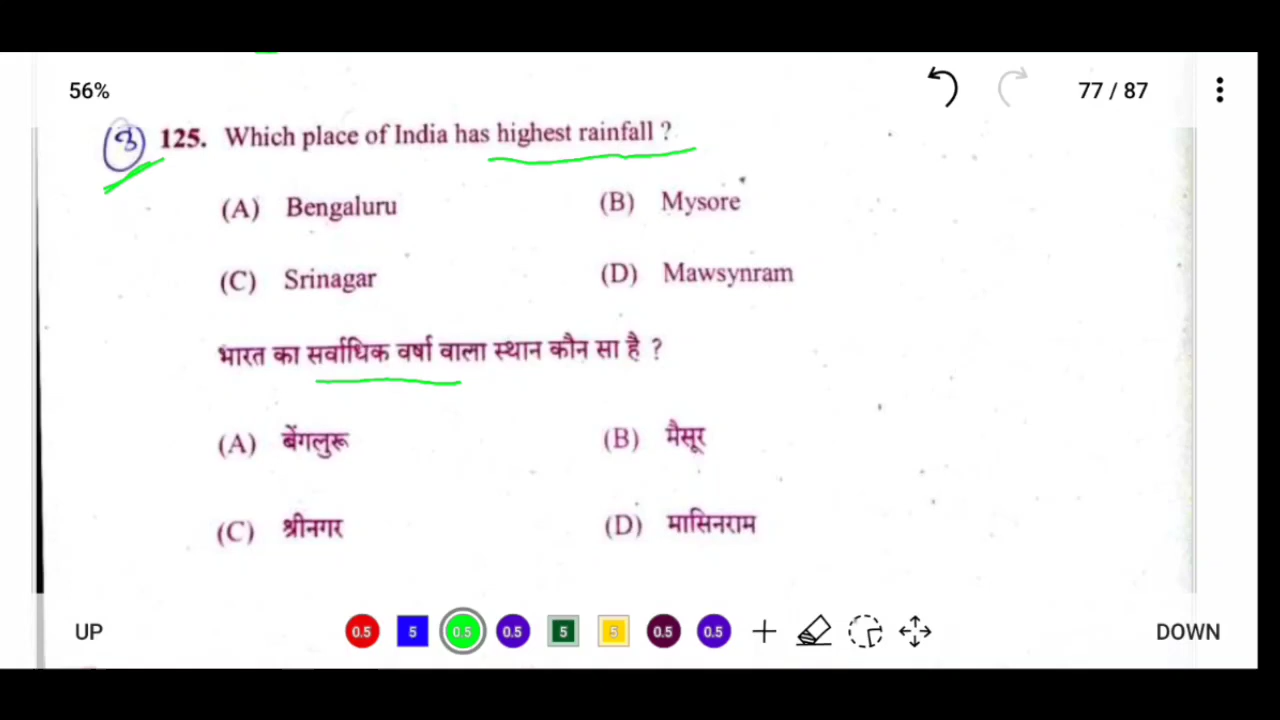 56%
77 / 87
8 125. Which place of India has highest rainfall ?
(A) Bengaluru (B) Mysore
(C) Srinagar (D) Mawsynram
भारत का सर्वाधिक वर्षा वाला स्थान कौन सा है ?
(A) बेंगलुरू (B) मैसूर
(C) श्रीनगर (D) मासिनराम
UP 0.5 5 0.5 0.5 5 5 0.5 0.5 DOWN